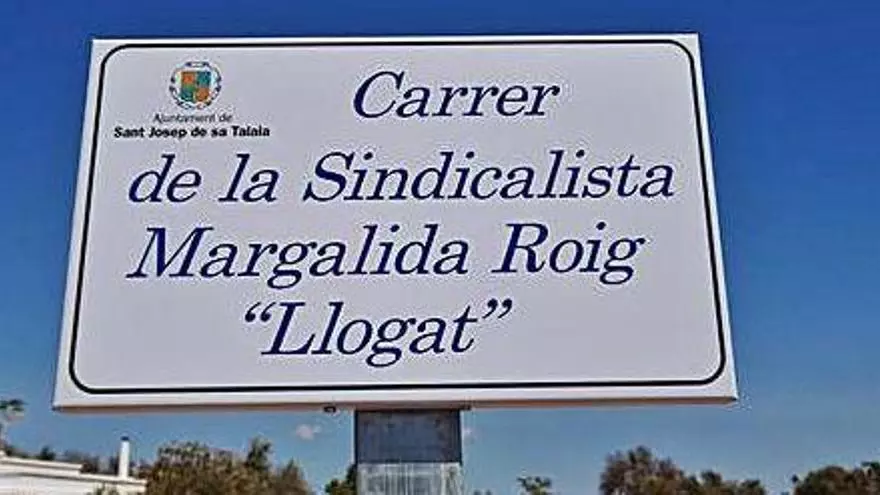 Ajuntament de
Sant Josep de sa Talaia
Carrer
de la Sindicalista
Margalida Roig
“Llogat”